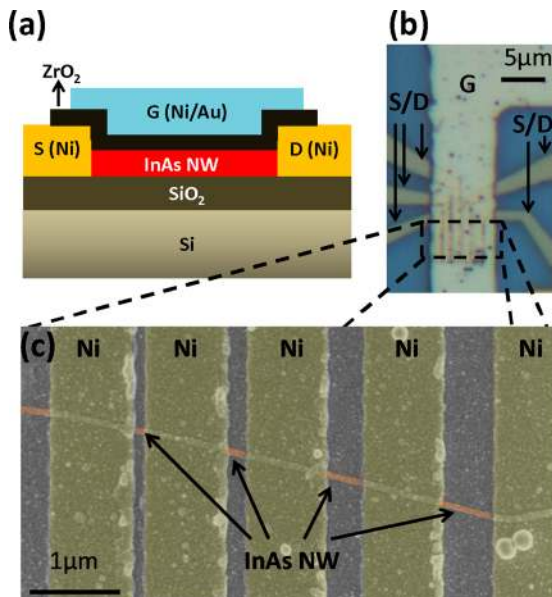 (a)
ZrO₂
G (Ni/Au)
S (Ni)
D (Ni)
InAs NW
SiO₂
Si
(b)
5μm
G
S/D
S/D
S/D
(c)
Ni Ni Ni Ni Ni
InAs NW
1μm